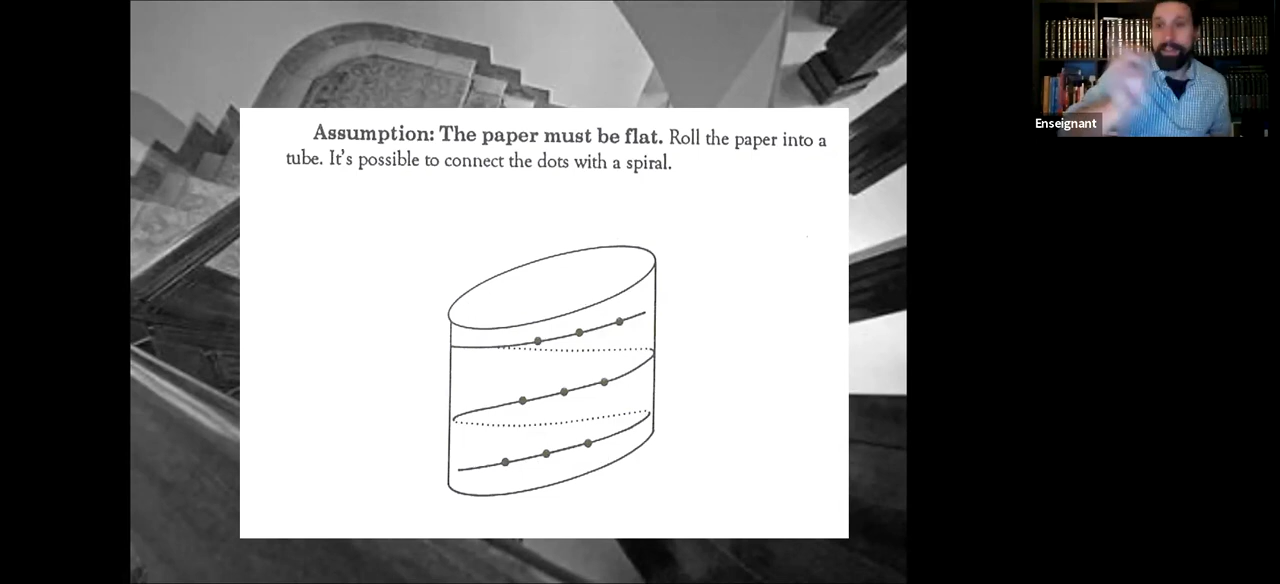 Assumption: The paper must be flat. Roll the paper into a
tube. It's possible to connect the dots with a spiral.
Enseignant